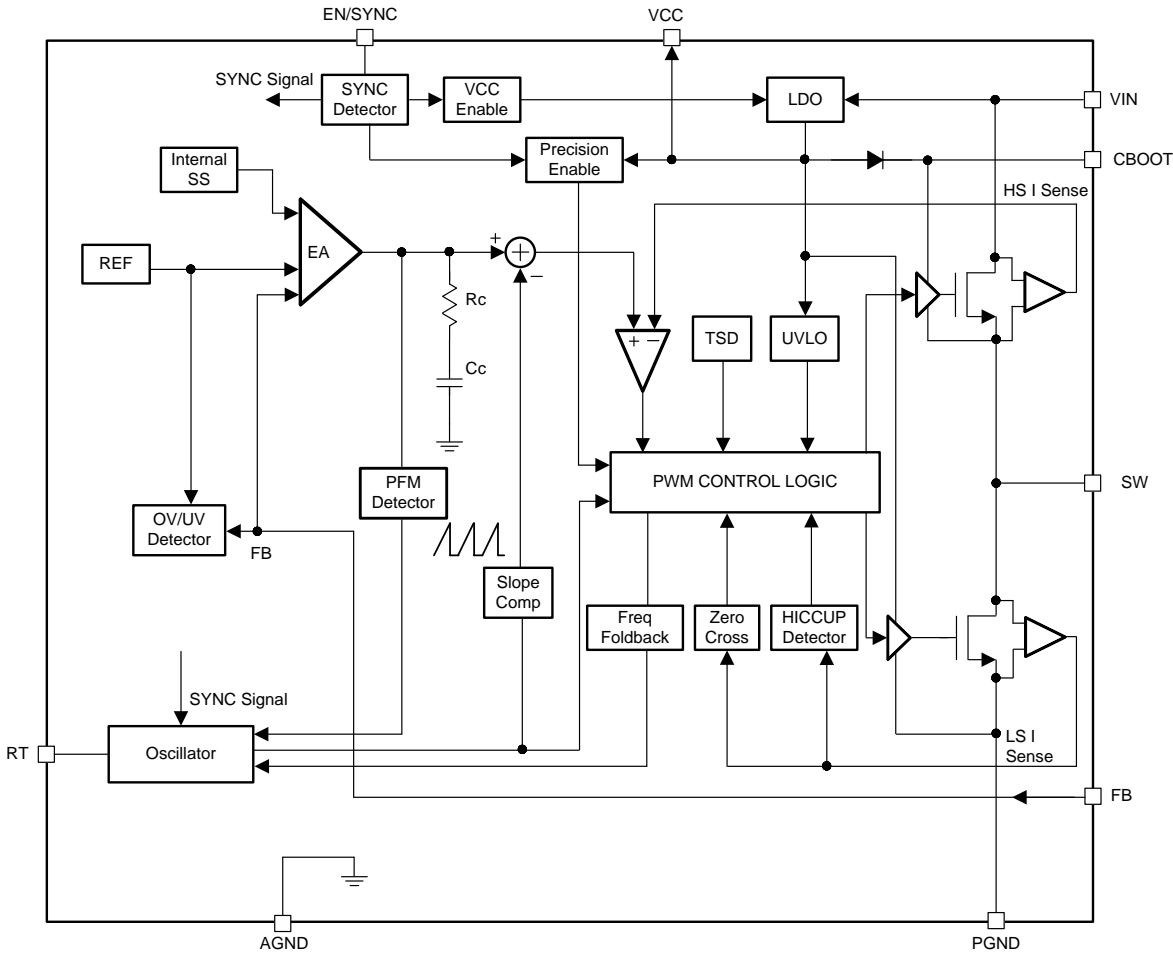 EN/SYNC
VCC
SYNC Signal
SYNC
Detector
VCC
Enable
LDO
VIN
Internal
SS
Precision
Enable
CBOOT
HS I Sense
EA
+
+
−
REF
Rc
+ −
TSD
UVLO
Cc
PWM CONTROL LOGIC
SW
PFM
Detector
OV/UV
Detector
FB
Slope
Comp
Freq
Foldback
Zero
Cross
HICCUP
Detector
SYNC Signal
RT
Oscillator
LS I
Sense
FB
AGND
PGND